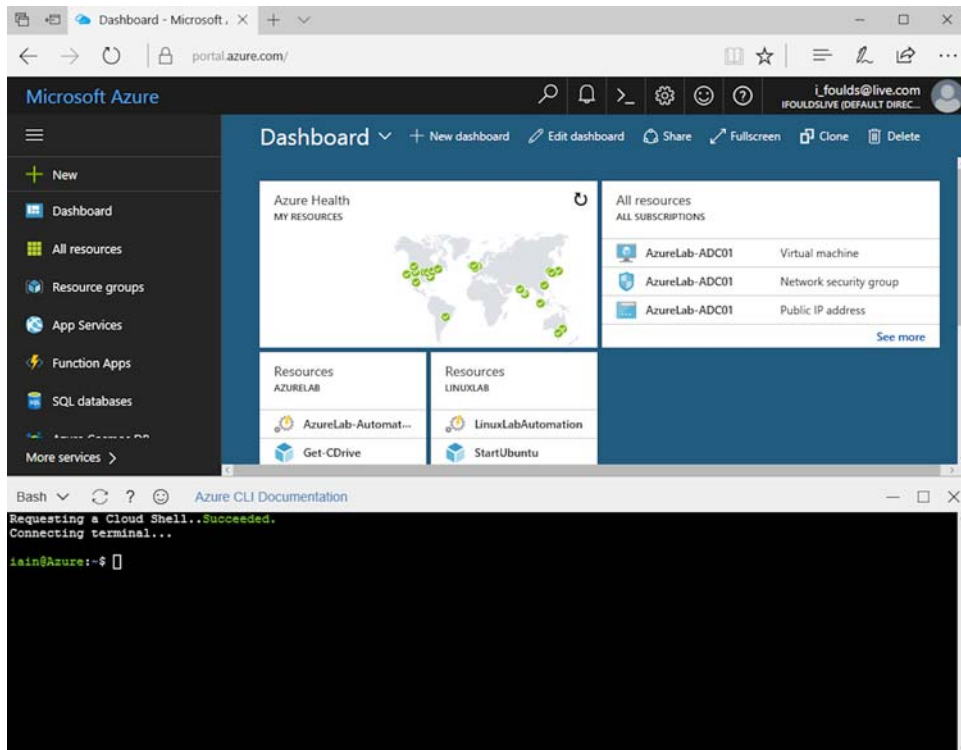 Dashboard - Microsoft A
portal.azure.com/
Microsoft Azure
i_foulds@live.com
IFOULDSLIVE (DEFAULT DIREC...
Dashboard
New dashboard
Edit dashboard
Share
Fullscreen
Clone
Delete
New
Dashboard
All resources
Resource groups
App Services
Function Apps
SQL databases
Azure Cosmos DB
More services >
Azure Health
MY RESOURCES
All resources
ALL SUBSCRIPTIONS
AzureLab-ADC01 Virtual machine
AzureLab-ADC01 Network security group
AzureLab-ADC01 Public IP address
See more
Resources
AZURELAB
AzureLab-Automat...
Get-CDrive
Resources
LINUXLAB
LinuxLabAutomation
StartUbuntu
Bash ? Azure CLI Documentation
Requesting a Cloud Shell..Succeeded.
Connecting terminal...
iain@Azure:~$